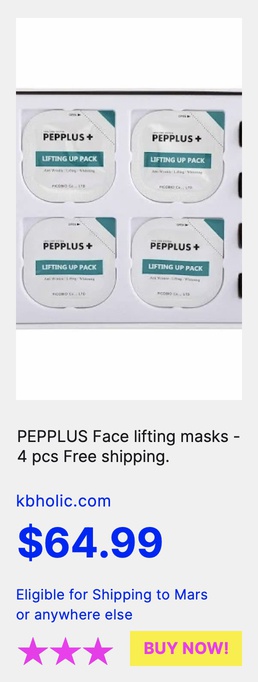 PEPPLUS+
LIFTING UP PACK
PEPPLUS+
LIFTING UP PACK
PEPPLUS+
LIFTING UP PACK
PEPPLUS+
LIFTING UP PACK
PEPPLUS Face lifting masks -
4 pcs Free shipping.
kbholic.com
$64.99
Eligible for Shipping to Mars
or anywhere else
BUY NOW!